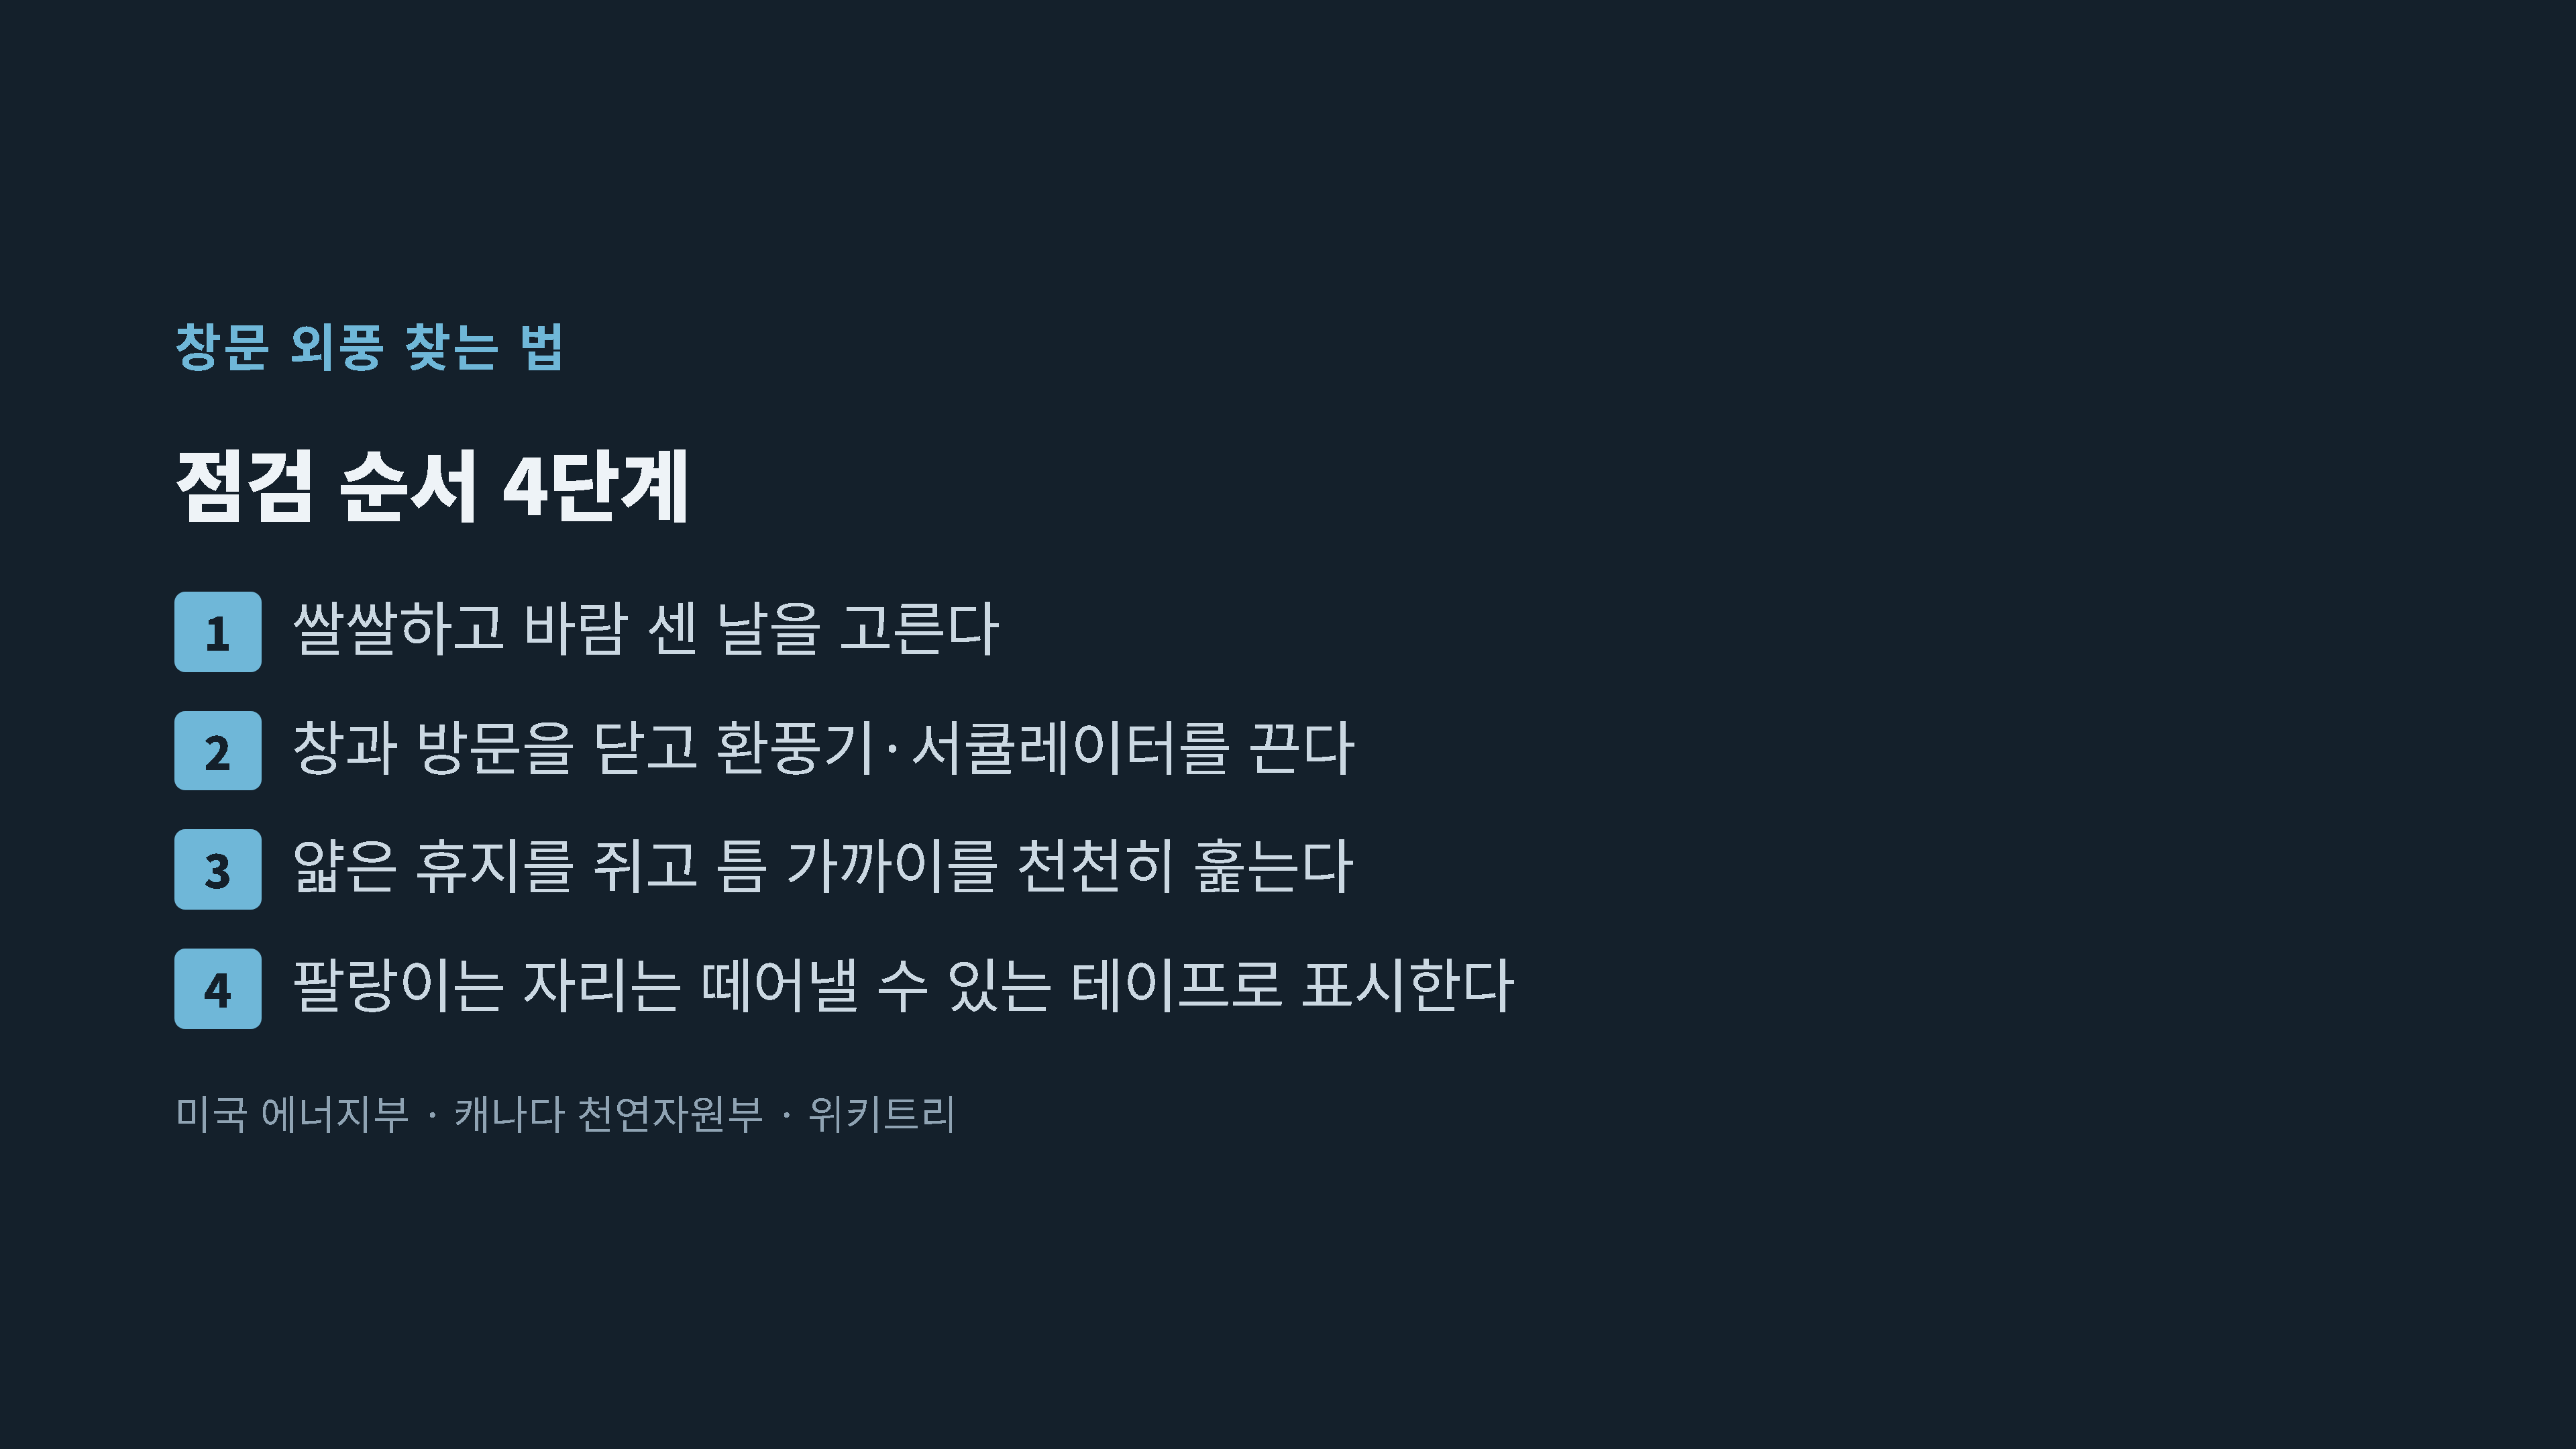 창문 외풍 찾는 법
점검 순서 4단계
1 쌀쌀하고 바람 센 날을 고른다
2 창과 방문을 닫고 환풍기·서큘레이터를 끈다
3 얇은 휴지를 쥐고 틈 가까이를 천천히 훑는다
4 팔랑이는 자리는 떼어낼 수 있는 테이프로 표시한다
미국 에너지부 · 캐나다 천연자원부 · 위키트리